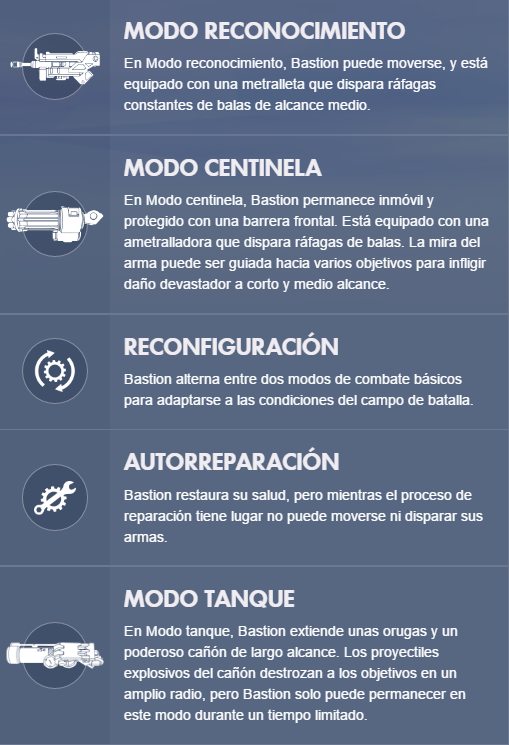 MODO RECONOCIMIENTO
En Modo reconocimiento, Bastion puede moverse, y está
equipado con una metralleta que dispara ráfagas
constantes de balas de alcance medio.
MODO CENTINELA
En Modo centinela, Bastion permanece inmóvil y
protegido con una barrera frontal. Está equipado con una
ametralladora que dispara ráfagas de balas. La mira del
arma puede ser guiada hacia varios objetivos para infligir
daño devastador a corto y medio alcance.
RECONFIGURACIÓN
Bastion alterna entre dos modos de combate básicos
para adaptarse a las condiciones del campo de batalla.
AUTORREPARACIÓN
Bastion restaura su salud, pero mientras el proceso de
reparación tiene lugar no puede moverse ni disparar sus
armas.
MODO TANQUE
En Modo tanque, Bastion extiende unas orugas y un
poderoso cañón de largo alcance. Los proyectiles
explosivos del cañón destrozan a los objetivos en un
amplio radio, pero Bastion solo puede permanecer en
este modo durante un tiempo limitado.